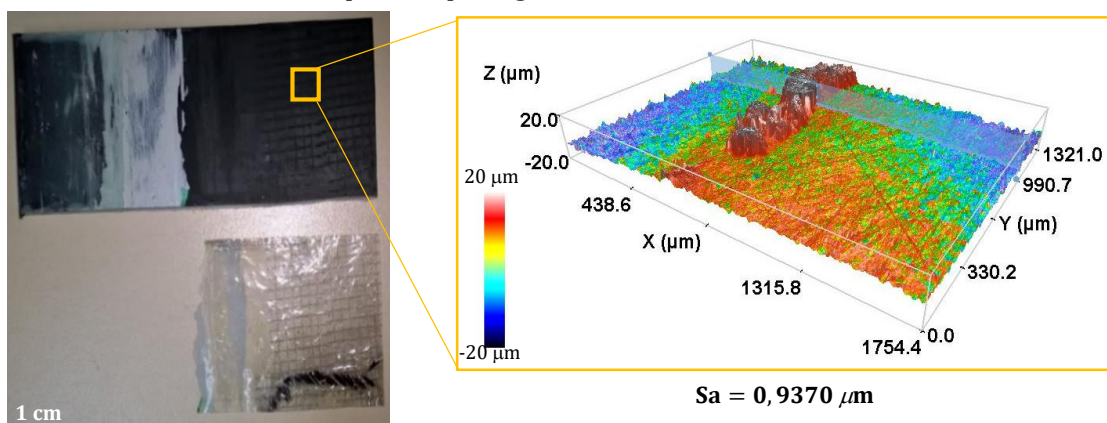 Z (µm)
20.0
-20.0
20 µm
-20 µm
438.6
X (µm)
1315.8
1754.4
0.0
330.2
Y (µm)
990.7
1321.0
1 cm
Sa = 0,9370 µm